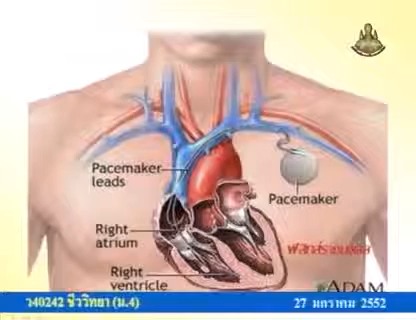 Pacemaker
leads
Pacemaker
Right
atrium
Right
ventricle
ADAM
ว40242 ชีววิทยา (ม.4)
27 มกราคม 2552